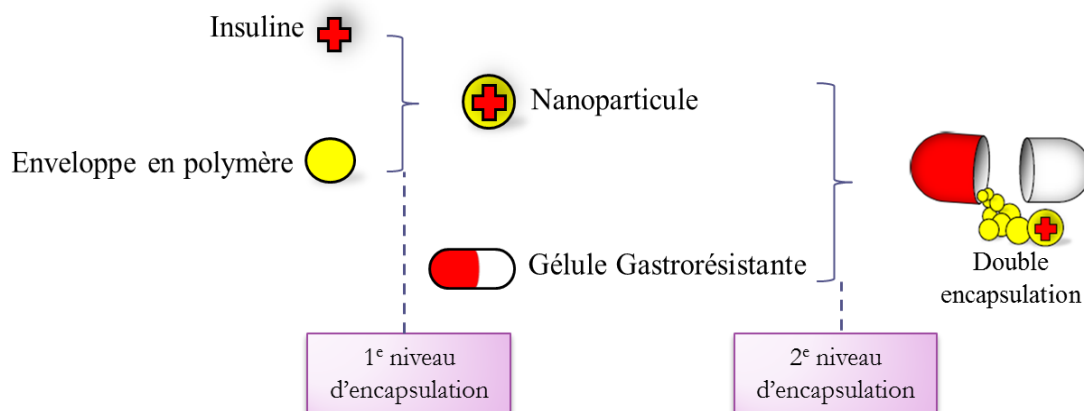 Insuline
Enveloppe en polymère
Nanoparticule
Gélule Gastrorésistante
Double
encapsulation
1e niveau
d’encapsulation
2e niveau
d’encapsulation